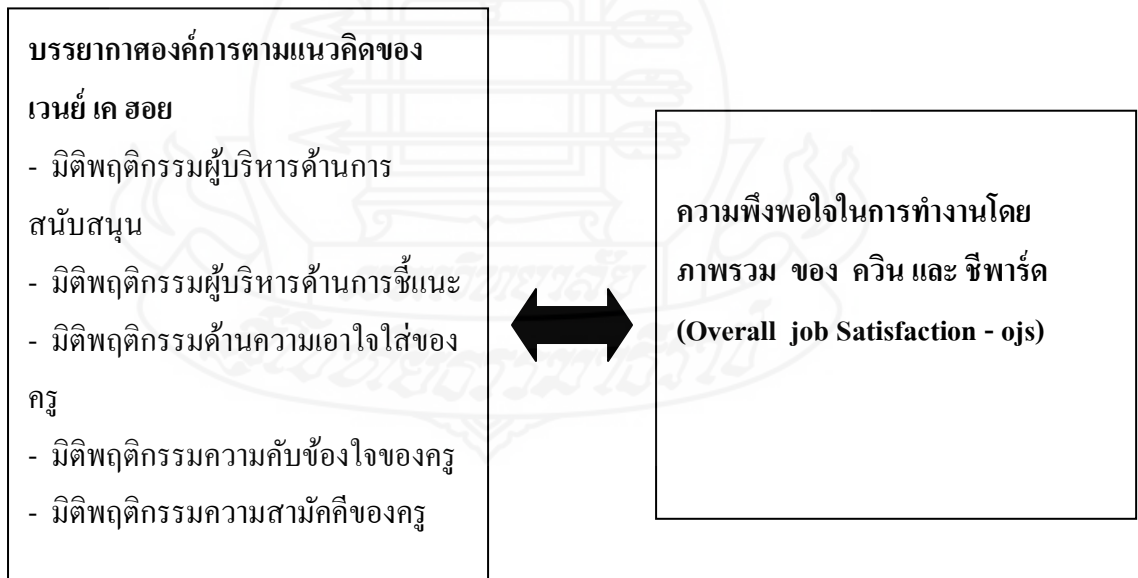 บรรยากาศองค์การตามแนวคิดของ
เวนย์ เค ฮอย
- มิติพฤติกรรมผู้บริหารด้านการ
สนับสนุน
- มิติพฤติกรรมผู้บริหารด้านการชี้แนะ
- มิติพฤติกรรมด้านความเอาใจใส่ของ
ครู
- มิติพฤติกรรมความคับข้องใจของครู
- มิติพฤติกรรมความสามัคคีของครู
ความพึงพอใจในการทำงานโดย
ภาพรวม ของ ควิน และ ชีพาร์ด
(Overall job Satisfaction - ojs)